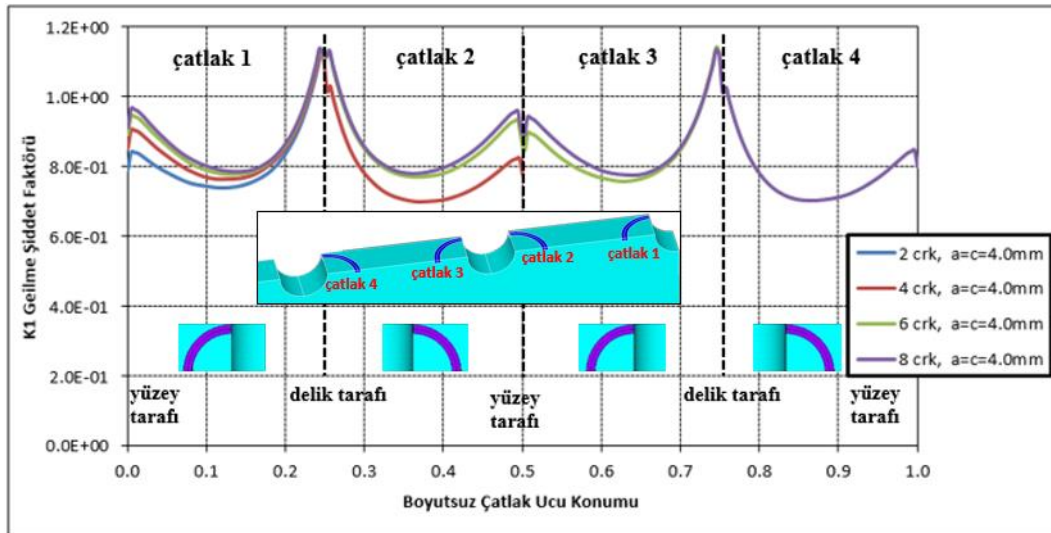 1.2E+00
1.0E+00
8.0E-01
6.0E-01
4.0E-01
2.0E-01
0.0E+00
K1 Geilme Şiddet Faktörü
çatlak 1
çatlak 2
çatlak 3
çatlak 4
çatlak 4
çatlak 3
çatlak 2
çatlak 1
2 crk, a=c=4.0mm
4 crk, a=c=4.0mm
6 crk, a=c=4.0mm
8 crk, a=c=4.0mm
yüzey
tarafı
delik tarafı
yüzey
tarafı
delik tarafı
yüzey
tarafı
0.0 0.1 0.2 0.3 0.4 0.5 0.6 0.7 0.8 0.9 1.0
Boyutsuz Çatlak Ucu Konumu